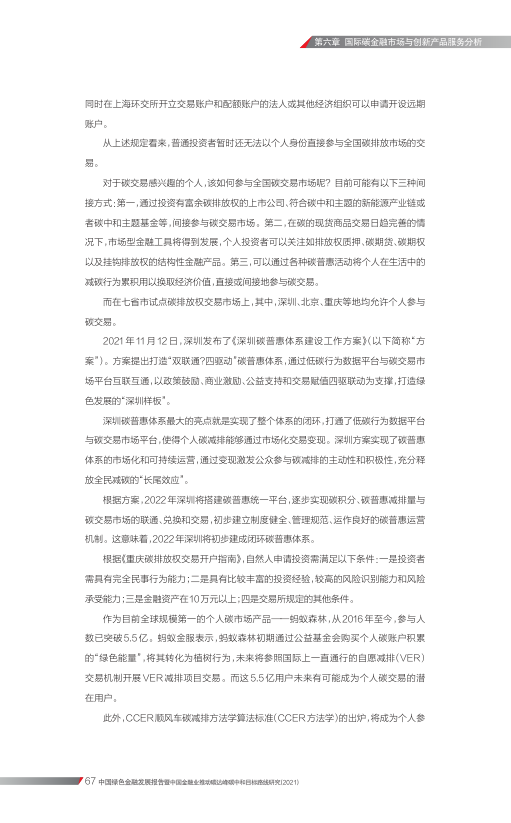 第六章 国际碳金融市场与创新产品服务分析
同时在上海环交所开立交易账户和配额账户的法人或其他经济组织可以申请开设远期
账户。
从上述规定看来，普通投资者暂时还无法以个人身份直接参与全国碳排放市场的交
易。
对于碳交易感兴趣的个人，该如何参与全国碳交易市场呢？目前可能有以下三种间
接方式：第一，通过投资有富余碳排放权的上市公司、符合碳中和主题的新能源产业链或
者碳中和主题基金等，间接参与碳交易市场。第二，在碳的现货商品交易日趋完善的情
况下，市场型金融工具将得到发展，个人投资者可以关注如排放权质押、碳期货、碳期权
以及挂钩排放权的结构性金融产品。第三，可以通过各种碳普惠活动将个人在生活中的
减碳行为累积用以换取经济价值，直接或间接地参与碳交易。
而在七省市试点碳排放权交易市场上，其中，深圳、北京、重庆等地均允许个人参与
碳交易。
2021年11月12日，深圳发布了《深圳碳普惠体系建设工作方案》（以下简称“方
案”）。方案提出打造“双联通?四驱动”碳普惠体系，通过低碳行为数据平台与碳交易市
场平台互联互通，以政策鼓励、商业激励、公益支持和交易赋值四驱联动为支撑，打造绿
色发展的“深圳样板”。
深圳碳普惠体系最大的亮点就是实现了整个体系的闭环，打通了低碳行为数据平台
与碳交易市场平台，使得个人碳减排能够通过市场化交易变现。深圳方案实现了碳普惠
体系的市场化和可持续运营，通过变现激发公众参与碳减排的主动性和积极性，充分释
放全民减碳的“长尾效应”。
根据方案，2022年深圳将搭建碳普惠统一平台，逐步实现碳积分、碳普惠减排量与
碳交易市场的联通、兑换和交易，初步建立制度健全、管理规范、运作良好的碳普惠运营
机制。这意味着，2022年深圳将初步建成闭环碳普惠体系。
根据《重庆碳排放权交易开户指南》，自然人申请投资需满足以下条件：一是投资者
需具有完全民事行为能力；二是具有比较丰富的投资经验，较高的风险识别能力和风险
承受能力；三是金融资产在10万元以上；四是交易所规定的其他条件。
作为目前全球规模第一的个人碳市场产品——蚂蚁森林，从2016年至今，参与人
数已突破5.5亿。蚂蚁金服表示，蚂蚁森林初期通过公益基金会购买个人碳账户积累
的“绿色能量”，将其转化为植树行为，未来将参照国际上一直通行的自愿减排（VER）
交易机制开展VER减排项目交易。而这5.5亿用户未来有可能成为个人碳交易的潜
在用户。
此外，CCER顺风车碳减排方法学算法标准（CCER方法学）的出炉，将成为个人参
67 中国绿色金融发展报告暨中国金融业推动碳达峰碳中和目标路线研究(2021)